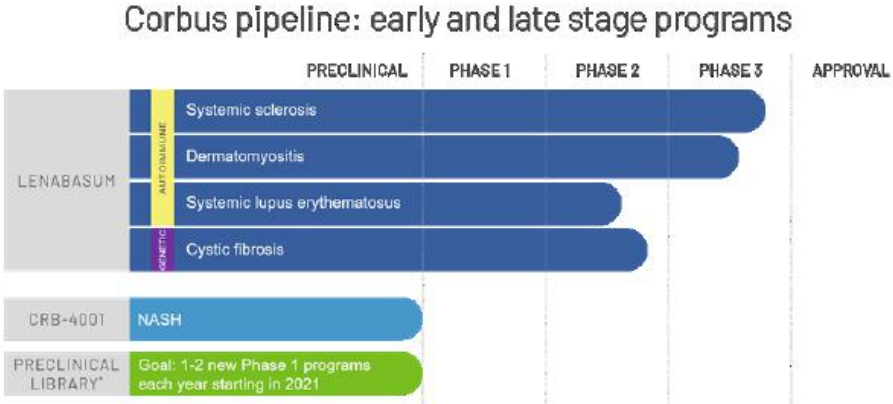 Corbus pipeline: early and late stage programs
PRECLINICAL PHASE 1 PHASE 2 PHASE 3 APPROVAL
LENABASUM
AUTOIMMUNE
Systemic sclerosis
Dermatomyositis
Systemic lupus erythematosus
GENETIC
Cystic fibrosis
CRB-4001
NASH
PRECLINICAL
LIBRARY*
Goal: 1-2 new Phase 1 programs
each year starting in 2021